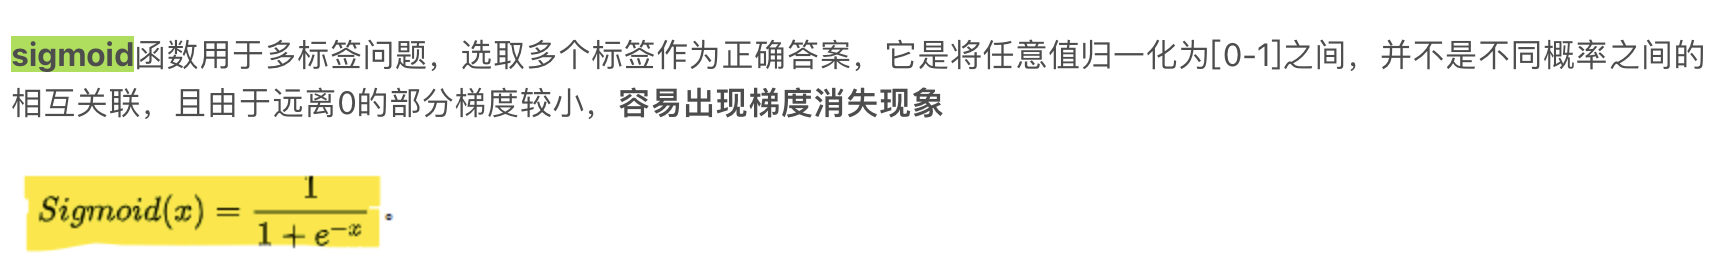 sigmoid函数用于多标签问题，选取多个标签作为正确答案，它是将任意值归一化为[0-1]之间，并不是不同概率之间的
相互关联，且由于远离0的部分梯度较小，容易出现梯度消失现象
Sigmoid(x) = \frac{1}{1 + e^{-x}}。